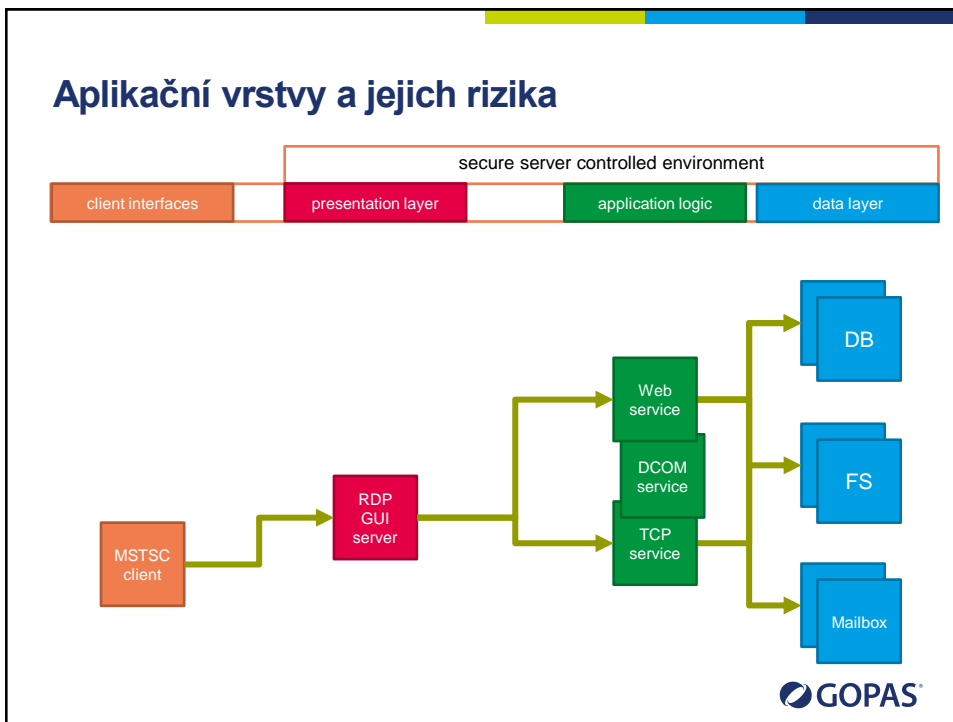 Aplikační vrstvy a jejich rizika
secure server controlled environment
client interfaces
presentation layer
application logic
data layer
DB
Web
service
DCOM
service
FS
RDP
GUI
server
TCP
service
MSTSC
client
Mailbox
GOPAS